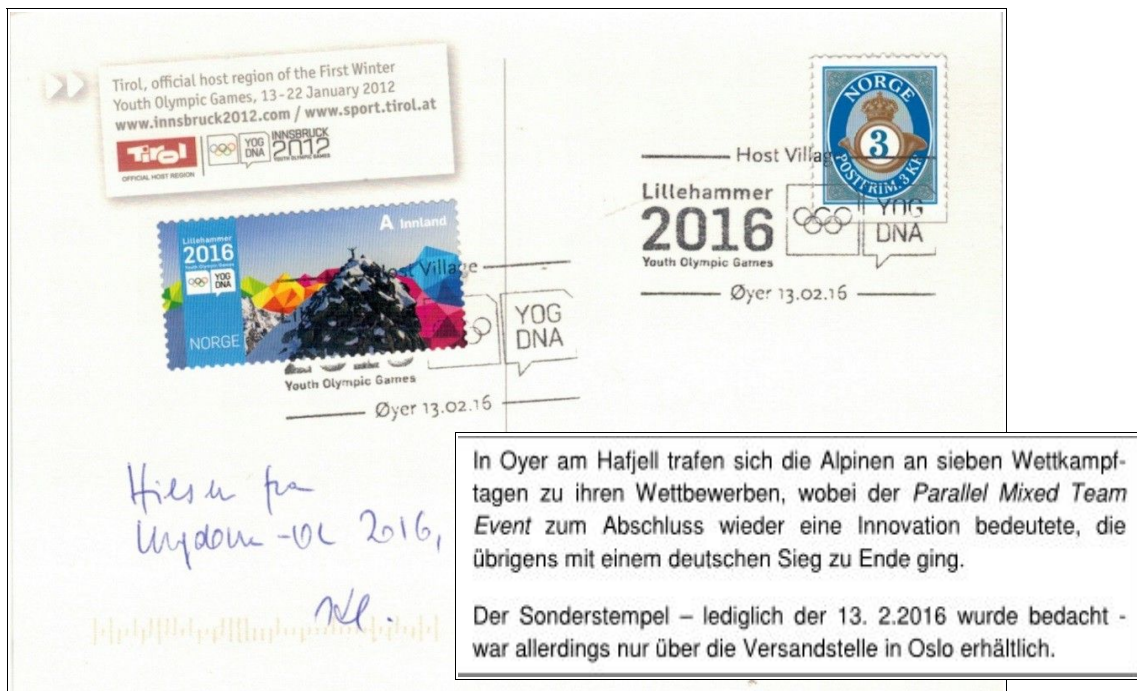 Tirol, official host region of the First Winter
Youth Olympic Games, 13-22 January 2012
www.innsbruck2012.com / www.sport.tirol.at
Tirol
OFFICIAL HOST REGION
YOG
DNA
INNSBRUCK
2012
YOUTH OLYMPIC GAMES
NORGE
3
POSTFRIM. 3 KR
Host Village
Lillehammer
2016
Youth Olympic Games
YOG
DNA
Øyer 13.02.16
A Innland
Lillehammer
2016
Youth Olympic Games
YOG
DNA
NORGE
Host Village
2016
Youth Olympic Games
YOG
DNA
Øyer 13.02.16
Hilsen fra
Ungdoms-OL 2016,
In Oyer am Hafjell trafen sich die Alpinen an sieben Wettkampf-
tagen zu ihren Wettbewerben, wobei der Parallel Mixed Team
Event zum Abschluss wieder eine Innovation bedeutete, die
übrigens mit einem deutschen Sieg zu Ende ging.
Der Sonderstempel – lediglich der 13. 2.2016 wurde bedacht -
war allerdings nur über die Versandstelle in Oslo erhältlich.